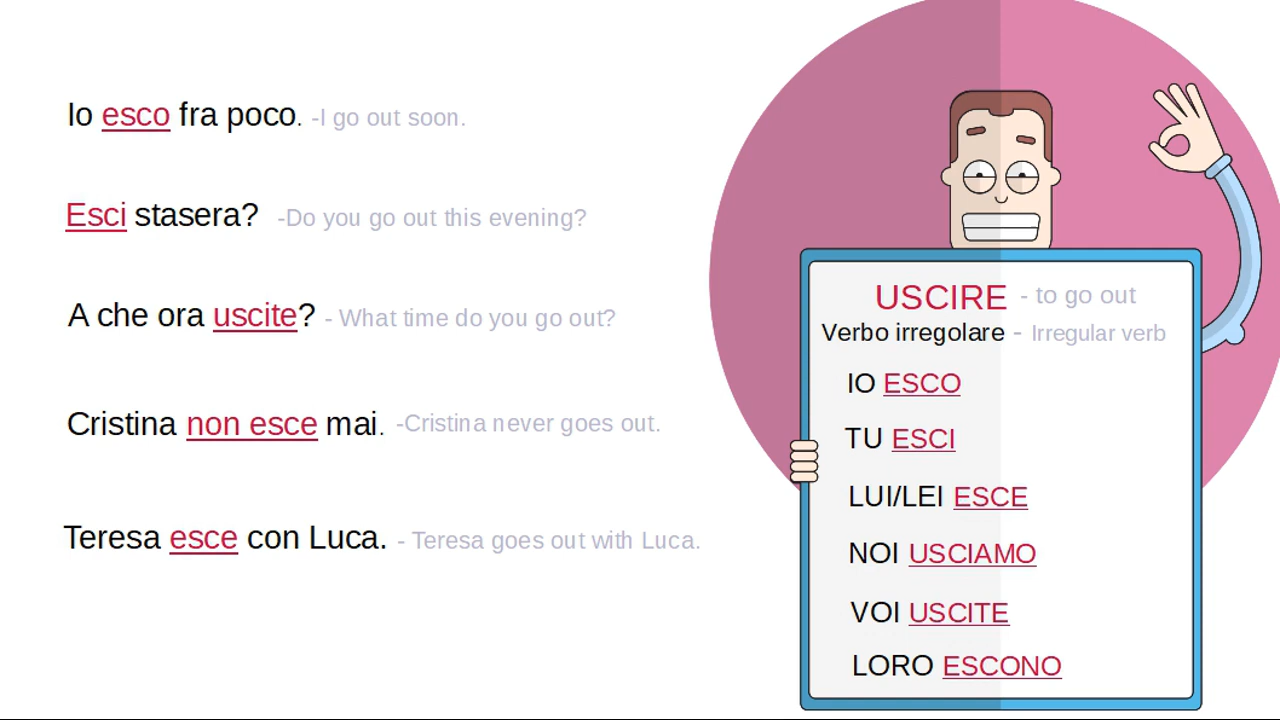 Io esco fra poco. -I go out soon.
Esci stasera? -Do you go out this evening?
A che ora uscite? - What time do you go out?
Cristina non esce mai. -Cristina never goes out.
Teresa esce con Luca. - Teresa goes out with Luca.
USCIRE - to go out
Verbo irregolare - Irregular verb
IO ESCO
TU ESCI
LUI/LEI ESCE
NOI USCIAMO
VOI USCITE
LORO ESCONO